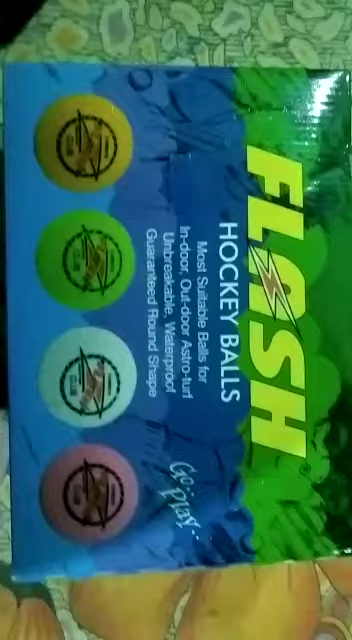 FLASH
HOCKEY BALLS
Most Suitable Balls for
In-door, Out-door Astro-turf
Unbreakable, Waterproof
Guaranteed Round Shape
Go-play..
CLUB